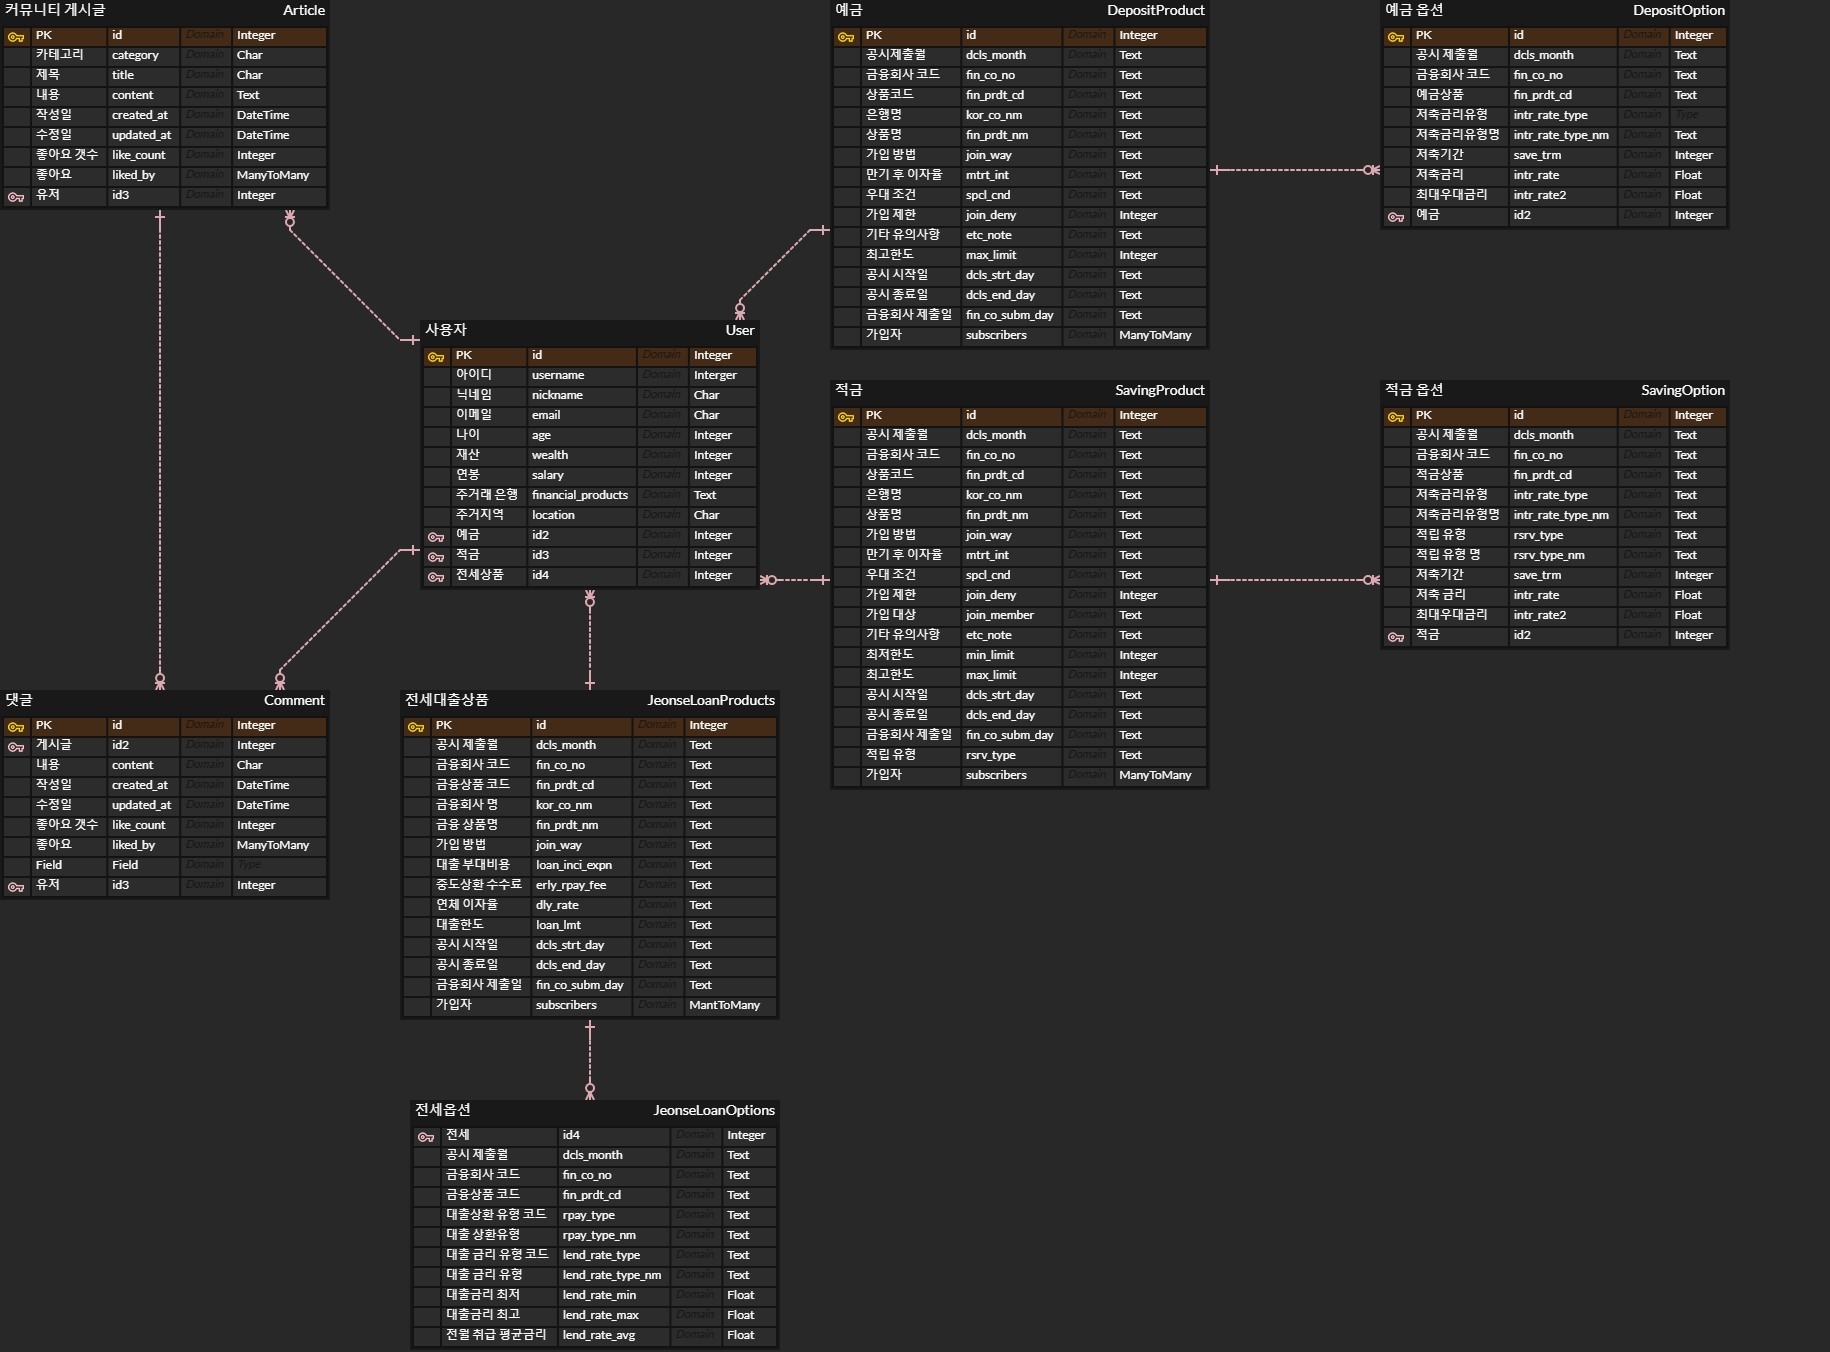 커뮤니티 게시글 Article
PK id Domain Integer
카테고리 category Domain Char
제목 title Domain Char
내용 content Domain Text
작성일 created_at Domain DateTime
수정일 updated_at Domain DateTime
좋아요 갯수 like_count Domain Integer
좋아요 liked_by Domain ManyToMany
유저 id3 Domain Integer
예금 DepositProduct
PK id Domain Integer
공시제출월 dcls_month Domain Text
금융회사 코드 fin_co_no Domain Text
상품코드 fin_prdt_cd Domain Text
은행명 kor_co_nm Domain Text
상품명 fin_prdt_nm Domain Text
가입 방법 join_way Domain Text
만기 후 이자율 mtrt_int Domain Text
우대 조건 spcl_cnd Domain Text
가입 제한 join_deny Domain Integer
기타 유의사항 etc_note Domain Text
최고한도 max_limit Domain Integer
공시 시작일 dcls_strt_day Domain Text
공시 종료일 dcls_end_day Domain Text
금융회사 제출일 fin_co_subm_day Domain Text
가입자 subscribers Domain ManyToMany
예금 옵션 DepositOption
PK id Domain Integer
공시 제출월 dcls_month Domain Text
금융회사 코드 fin_co_no Domain Text
예금상품 fin_prdt_cd Domain Text
저축금리유형 intr_rate_type Domain Type
저축금리유형명 intr_rate_type_nm Domain Text
저축기간 save_trm Domain Integer
저축금리 intr_rate Domain Float
최대우대금리 intr_rate2 Domain Float
예금 id2 Domain Integer
사용자 User
PK id Domain Integer
아이디 username Domain Interger
닉네임 nickname Domain Char
이메일 email Domain Char
나이 age Domain Integer
재산 wealth Domain Integer
연봉 salary Domain Integer
주거래 은행 financial_products Domain Text
주거지역 location Domain Char
예금 id2 Domain Integer
적금 id3 Domain Integer
전세상품 id4 Domain Integer
적금 SavingProduct
PK id Domain Integer
공시 제출월 dcls_month Domain Text
금융회사 코드 fin_co_no Domain Text
상품코드 fin_prdt_cd Domain Text
은행명 kor_co_nm Domain Text
상품명 fin_prdt_nm Domain Text
가입 방법 join_way Domain Text
만기 후 이자율 mtrt_int Domain Text
우대 조건 spcl_cnd Domain Text
가입 제한 join_deny Domain Integer
가입 대상 join_member Domain Text
기타 유의사항 etc_note Domain Text
최저한도 min_limit Domain Integer
최고한도 max_limit Domain Integer
공시 시작일 dcls_strt_day Domain Text
공시 종료일 dcls_end_day Domain Text
금융회사 제출일 fin_co_subm_day Domain Text
적립 유형 rsrv_type Domain Text
가입자 subscribers Domain ManyToMany
적금 옵션 SavingOption
PK id Domain Integer
공시 제출월 dcls_month Domain Text
금융회사 코드 fin_co_no Domain Text
적금상품 fin_prdt_cd Domain Text
저축금리유형 intr_rate_type Domain Text
저축금리유형명 intr_rate_type_nm Domain Text
적립 유형 rsrv_type Domain Text
적립 유형 명 rsrv_type_nm Domain Text
저축기간 save_trm Domain Integer
저축 금리 intr_rate Domain Float
최대우대금리 intr_rate2 Domain Float
적금 id2 Domain Integer
댓글 Comment
PK id Domain Integer
게시글 id2 Domain Integer
내용 content Domain Char
작성일 created_at Domain DateTime
수정일 updated_at Domain DateTime
좋아요 갯수 like_count Domain Integer
좋아요 liked_by Domain ManyToMany
Field Field Domain Type
유저 id3 Domain Integer
전세대출상품 JeonseLoanProducts
PK id Domain Integer
공시 제출월 dcls_month Domain Text
금융회사 코드 fin_co_no Domain Text
금융상품 코드 fin_prdt_cd Domain Text
금융회사 명 kor_co_nm Domain Text
금융 상품명 fin_prdt_nm Domain Text
가입 방법 join_way Domain Text
대출 부대비용 loan_inci_expn Domain Text
중도상환 수수료 erly_rpay_fee Domain Text
연체 이자율 dly_rate Domain Text
대출한도 loan_lmt Domain Text
공시 시작일 dcls_strt_day Domain Text
공시 종료일 dcls_end_day Domain Text
금융회사 제출일 fin_co_subm_day Domain Text
가입자 subscribers Domain MantToMany
전세옵션 JeonseLoanOptions
전세 id4 Domain Integer
공시 제출월 dcls_month Domain Text
금융회사 코드 fin_co_no Domain Text
금융상품 코드 fin_prdt_cd Domain Text
대출상환 유형 코드 rpay_type Domain Text
대출 상환유형 rpay_type_nm Domain Text
대출 금리 유형 코드 lend_rate_type Domain Text
대출 금리 유형 lend_rate_type_nm Domain Text
대출금리 최저 lend_rate_min Domain Float
대출금리 최고 lend_rate_max Domain Float
전월 취급 평균금리 lend_rate_avg Domain Float